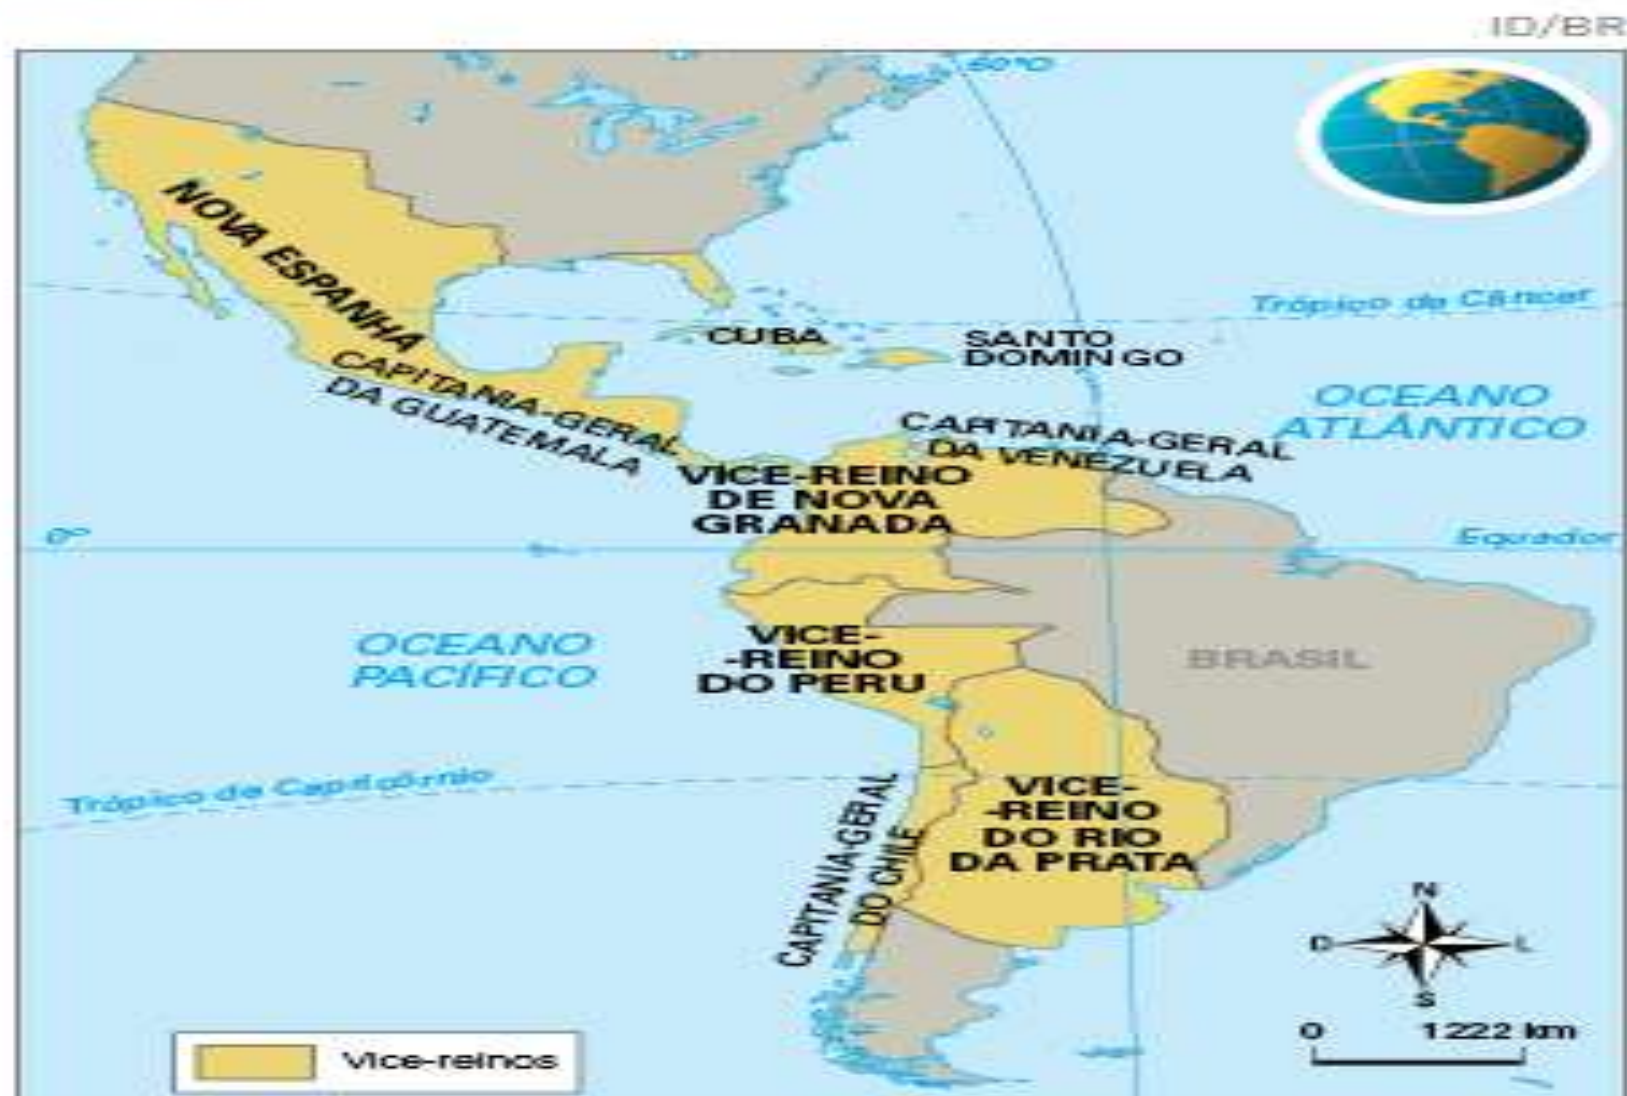 ID/BR
60°O
NOVA ESPANHA
Trópico de Câncer
CUBA
SANTO
DOMINGO
CAPITANIA-GERAL
DA GUATEMALA
OCEANO
ATLÂNTICO
CAPITANIA-GERAL
DA VENEZUELA
VICE-REINO
DE NOVA
GRANADA
0°
Equador
OCEANO
PACÍFICO
VICE-
-REINO
DO PERU
BRASIL
Trópico de Capricórnio
CAPITANIA-GERAL
DO CHILE
VICE-
-REINO
DO RIO
DA PRATA
N
O
L
S
0
1222 km
Vice-reinos